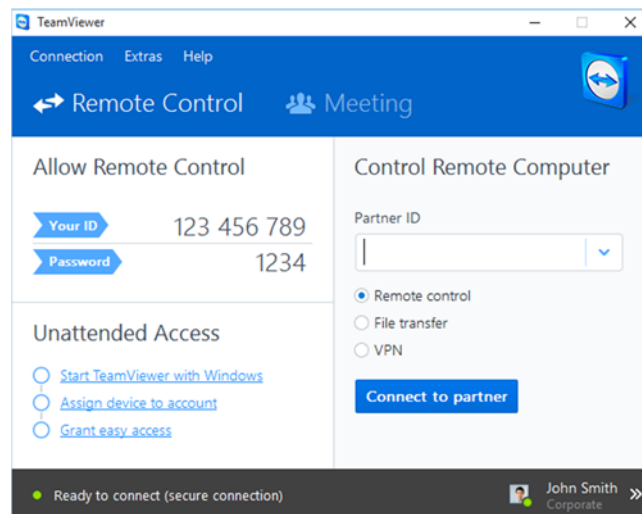 TeamViewer
Connection Extras Help
Remote Control Meeting
Allow Remote Control
Your ID 123 456 789
Password 1234
Unattended Access
Start TeamViewer with Windows
Assign device to account
Grant easy access
Control Remote Computer
Partner ID
Remote control
File transfer
VPN
Connect to partner
Ready to connect (secure connection)
John Smith
Corporate